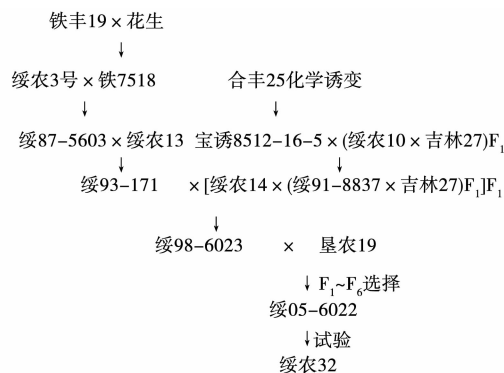 铁丰19×花生
↓
绥农3号×铁7518 合丰25化学诱变
↓ ↓
绥87-5603×绥农13 宝诱8512-16-5×(绥农10×吉林27)F1
↓ ↓
绥93-171 ×[绥农14×(绥91-8837×吉林27)F1]F1
↓
绥98-6023 × 垦农19
↓F1~F6选择
绥05-6022
↓试验
绥农32